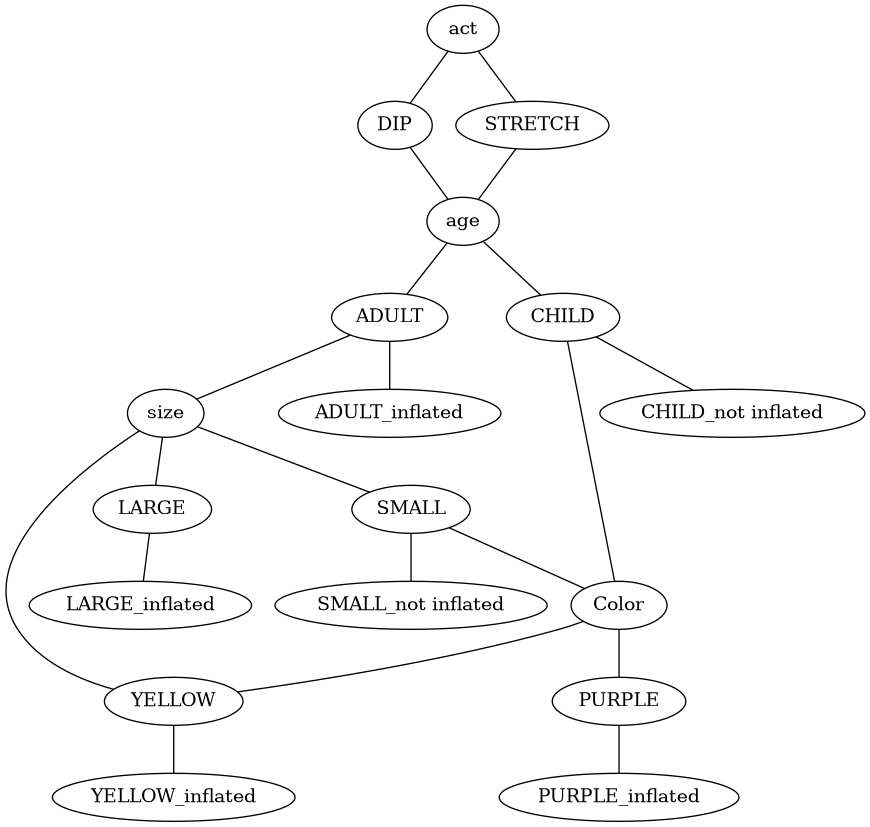 act
DIP
STRETCH
age
ADULT
CHILD
size
ADULT_inflated
CHILD_not inflated
LARGE
SMALL
LARGE_inflated
SMALL_not inflated
Color
YELLOW
PURPLE
YELLOW_inflated
PURPLE_inflated